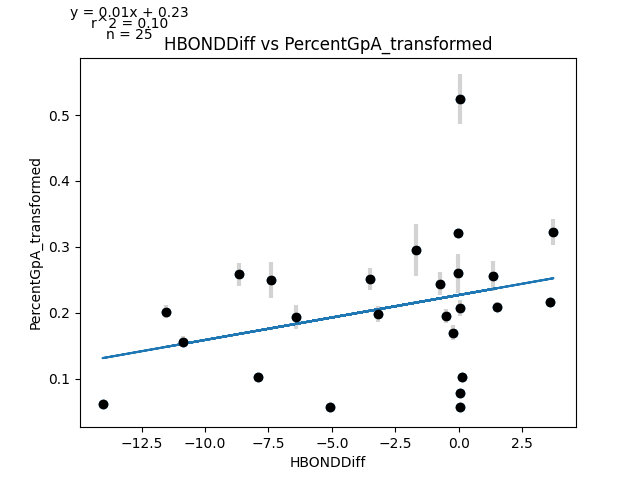 y = 0.01x + 0.23
r^2 = 0.10
n = 25
HBONDDiff vs PercentGpA_transformed
PercentGpA_transformed
0.5
0.4
0.3
0.2
0.1
−12.5 −10.0 −7.5 −5.0 −2.5 0.0 2.5
HBONDDiff